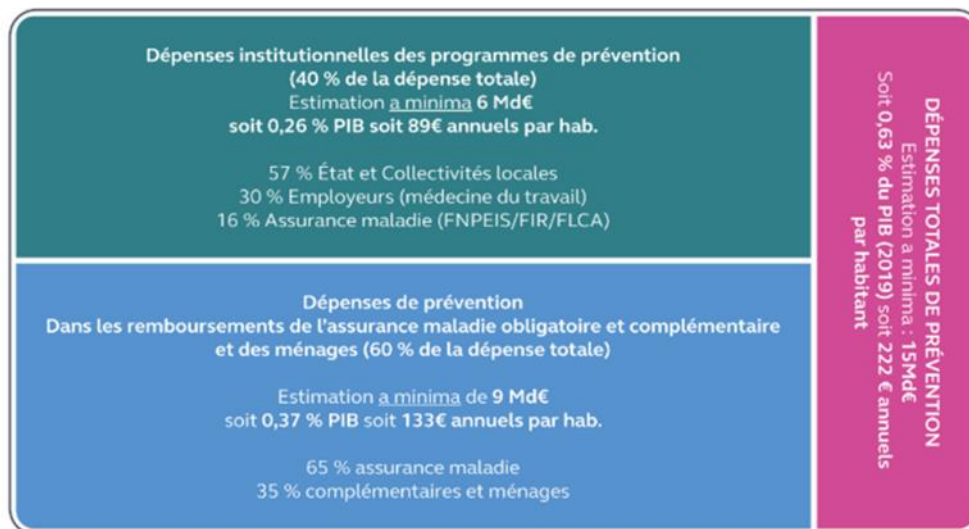 Dépenses institutionnelles des programmes de prévention
(40 % de la dépense totale)
Estimation a minima 6 Md€
soit 0,26 % PIB soit 89€ annuels par hab.
57 % État et Collectivités locales
30 % Employeurs (médecine du travail)
16 % Assurance maladie (FNPEIS/FIR/FLCA)
Dépenses de prévention
Dans les remboursements de l'assurance maladie obligatoire et complémentaire
et des ménages (60 % de la dépense totale)
Estimation a minima de 9 Md€
soit 0,37 % PIB soit 133€ annuels par hab.
65 % assurance maladie
35 % complémentaires et ménages
DÉPENSES TOTALES DE PRÉVENTION
Estimation a minima : 15Md€
Soit 0,63 % du PIB (2019) soit 222 € annuels
par habitant